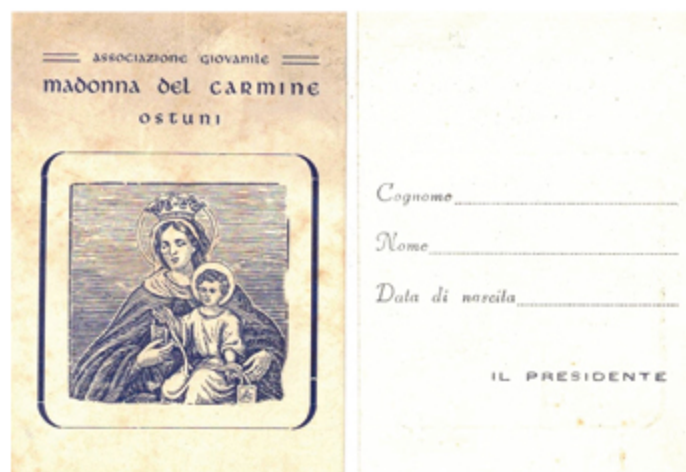 ASSOCIAZIONE GIOVANILE
MADONNA DEL CARMINE
OSTUNI
Cognome
Nome
Data di nascita
IL PRESIDENTE